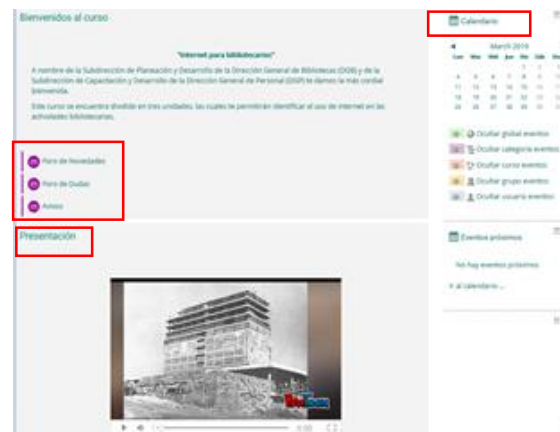 Bienvenidos al curso
"Internet para bibliotecarios"
A nombre de la Subdirección de Planeación y Desarrollo de la Dirección General de Bibliotecas (DGB) y de la
Subdirección de Capacitación y Desarrollo de la Dirección General de Personal (DGP) te damos la más cordial
bienvenida.
Este curso se encuentra dividido en tres unidades, las cuales te permitirán identificar el uso de internet en las
actividades bibliotecarias.
Foro de Novedades
Foro de Dudas
Avisos
Presentación
0:00
Calendario
March 2019
Ocultar global eventos
Ocultar categoría eventos
Ocultar curso eventos
Ocultar grupo eventos
Ocultar usuario eventos
Eventos próximos
No hay eventos próximos
Ir al calendario ...